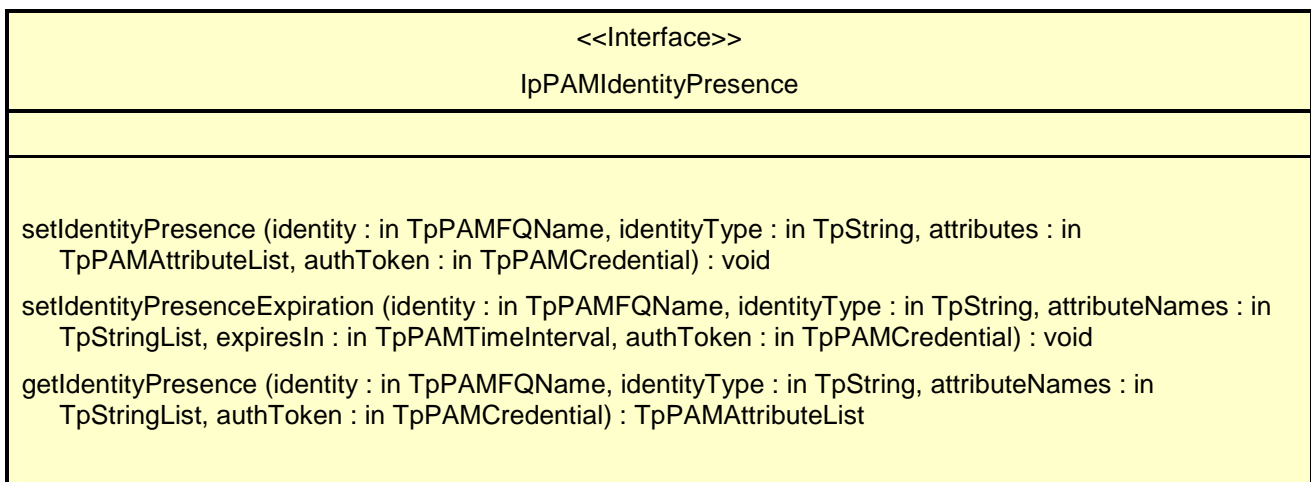 <<Interface>>
IpPAMIdentityPresence
setIdentityPresence (identity : in TpPAMFQName, identityType : in TpString, attributes : in
TpPAMAttributeList, authToken : in TpPAMCredential) : void
setIdentityPresenceExpiration (identity : in TpPAMFQName, identityType : in TpString, attributeNames : in
TpStringList, expiresIn : in TpPAMTimeInterval, authToken : in TpPAMCredential) : void
getIdentityPresence (identity : in TpPAMFQName, identityType : in TpString, attributeNames : in
TpStringList, authToken : in TpPAMCredential) : TpPAMAttributeList